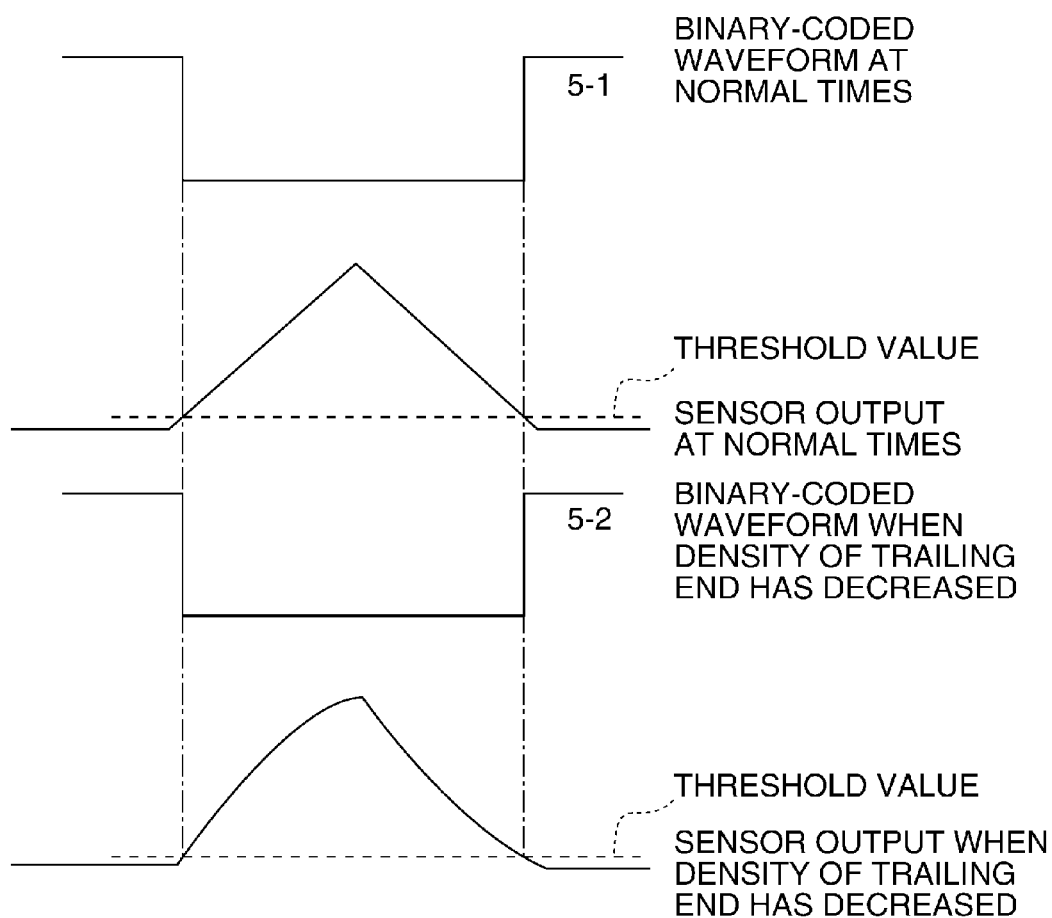 BINARY-CODED
WAVEFORM AT
NORMAL TIMES
5-1
THRESHOLD VALUE
SENSOR OUTPUT
AT NORMAL TIMES
BINARY-CODED
WAVEFORM WHEN
DENSITY OF TRAILING
END HAS DECREASED
5-2
THRESHOLD VALUE
SENSOR OUTPUT WHEN
DENSITY OF TRAILING
END HAS DECREASED